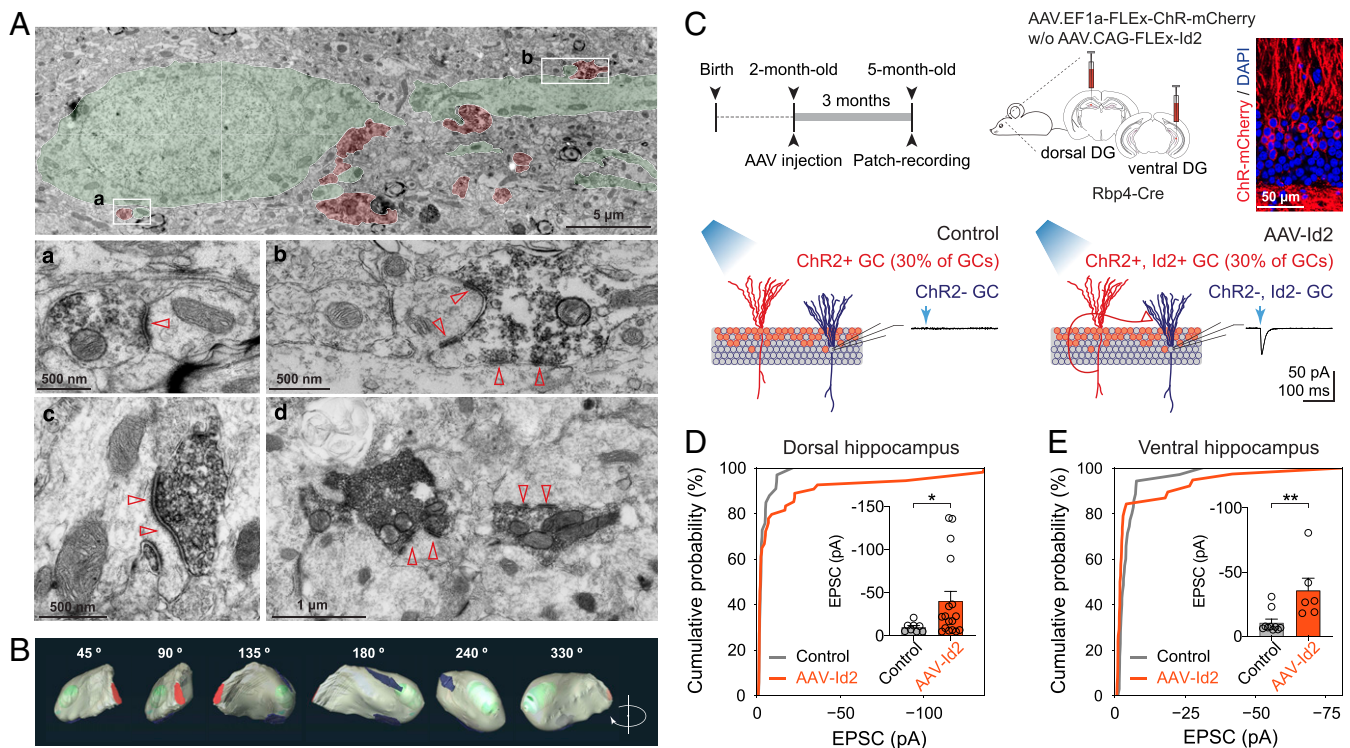 A
b
a
5 µm
a
500 nm
b
500 nm
c
500 nm
d
1 µm
B
45 °
90 °
135 °
180 °
240 °
330 °
C
Birth
2-month-old
5-month-old
3 months
AAV injection
Patch-recording
AAV.EF1a-FLEx-ChR-mCherry
w/o AAV.CAG-FLEx-Id2
dorsal DG
ventral DG
Rbp4-Cre
ChR-mCherry / DAPI
50 µm
Control
ChR2+ GC (30% of GCs)
ChR2- GC
AAV-Id2
ChR2+, Id2+ GC (30% of GCs)
ChR2-, Id2- GC
50 pA
100 ms
D
Dorsal hippocampus
Cumulative probability (%)
100
80
60
40
20
0
0
−50
−100
EPSC (pA)
Control
AAV-Id2
EPSC (pA)
-150
-100
-50
0
*
Control
AAV-Id2
E
Ventral hippocampus
Cumulative probability (%)
100
80
60
40
20
0
0
−25
−50
−75
EPSC (pA)
Control
AAV-Id2
EPSC (pA)
-100
-50
0
**
Control
AAV-Id2